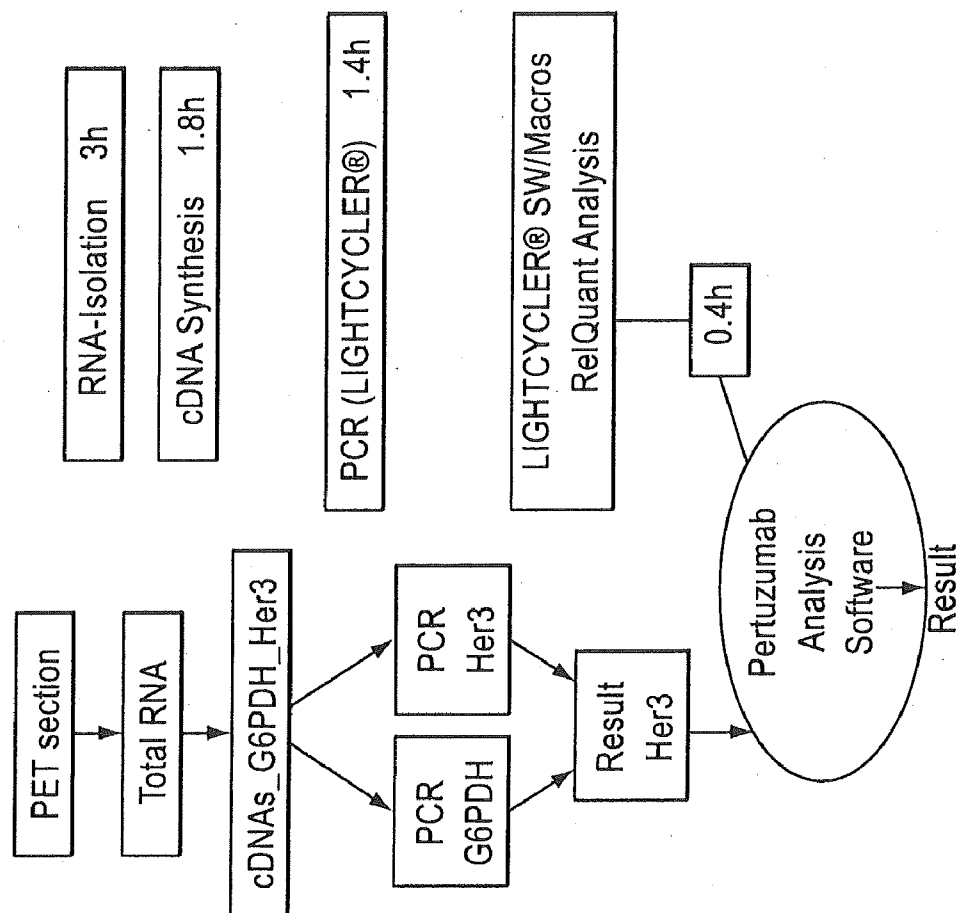 PET section
Total RNA
cDNAs_G6PDH_Her3
PCR
G6PDH
PCR
Her3
Result
Her3
Pertuzumab
Analysis
Software
Result
RNA-Isolation 3h
cDNA Synthesis 1.8h
PCR (LIGHTCYCLER®) 1.4h
LIGHTCYCLER® SW/Macros
RelQuant Analysis
0.4h